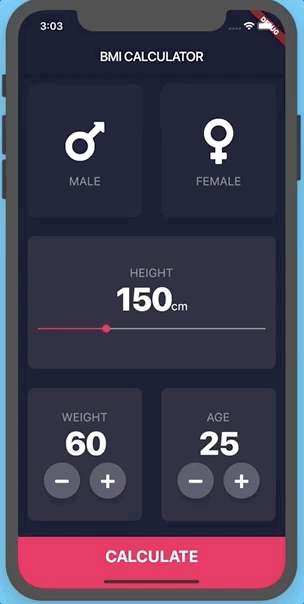 3:03
DEBUG
BMI CALCULATOR
MALE
FEMALE
HEIGHT
150cm
WEIGHT
AGE
60
25
CALCULATE